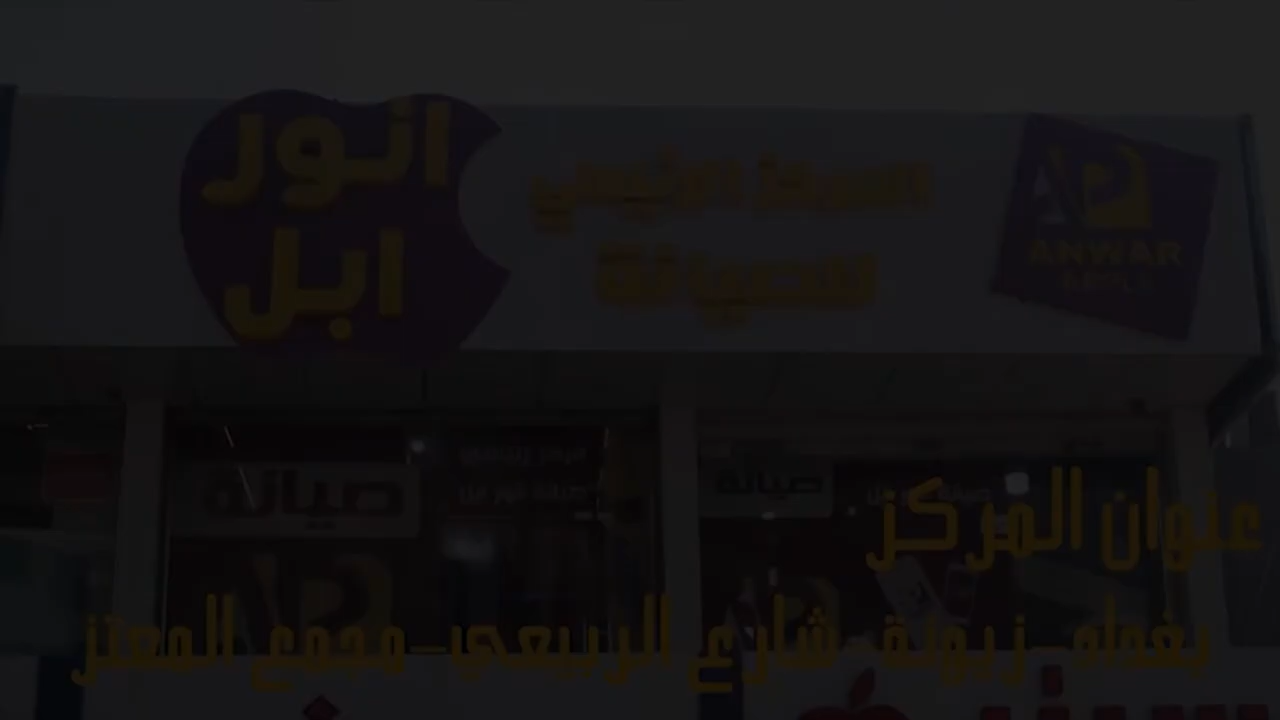 انور
ابل
المركز الرئيسي
للصيانة
ANWAR
APPLE
صيانة
صيانة
عنوان المركز
بغداد-زيونة-شارع الربيعي-مجمع المعتز